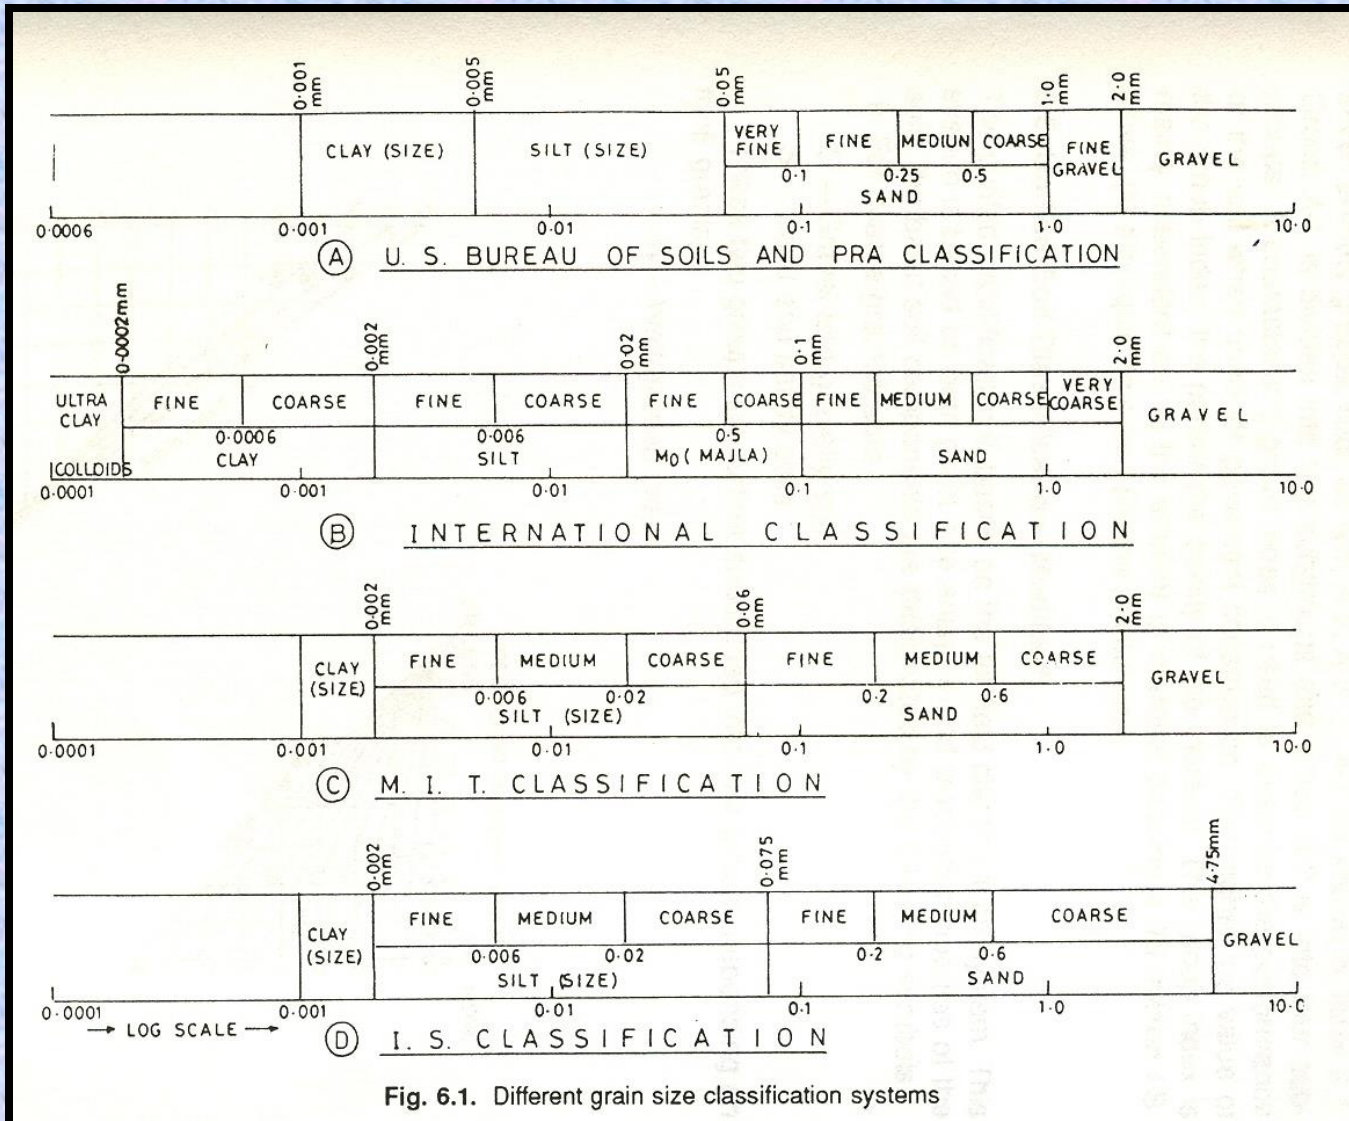 0.001 mm 0.005 mm 0.05 mm 1.0 mm 2.0 mm
CLAY (SIZE) SILT (SIZE) VERY FINE FINE MEDIUN COARSE FINE GRAVEL GRAVEL
0.1 0.25 0.5
SAND
0.0006 0.001 0.01 0.1 1.0 10.0
A U. S. BUREAU OF SOILS AND PRA CLASSIFICATION
0.0002mm 0.002 mm 0.02 mm 0.1 mm 2.0 mm
ULTRA CLAY FINE COARSE FINE COARSE FINE COARSE FINE MEDIUM COARSE VERY COARSE GRAVEL
0.0006 0.006 0.5
COLLOIDS CLAY SILT Mo (MAJLA) SAND
0.0001 0.001 0.01 0.1 1.0 10.0
B INTERNATIONAL CLASSIFICATION
0.002 mm 0.06 mm 2.0 mm
CLAY (SIZE) FINE MEDIUM COARSE FINE MEDIUM COARSE GRAVEL
0.006 0.02 0.2 0.6
SILT (SIZE) SAND
0.0001 0.001 0.01 0.1 1.0 10.0
C M. I. T. CLASSIFICATION
0.002 mm 0.075 mm 4.75mm
CLAY (SIZE) FINE MEDIUM COARSE FINE MEDIUM COARSE GRAVEL
0.006 0.02 0.2 0.6
SILT (SIZE) SAND
0.00001 0.001 0.01 0.1 1.0 10.0
→ LOG SCALE →
D I. S. CLASSIFICATION
Fig. 6.1. Different grain size classification systems